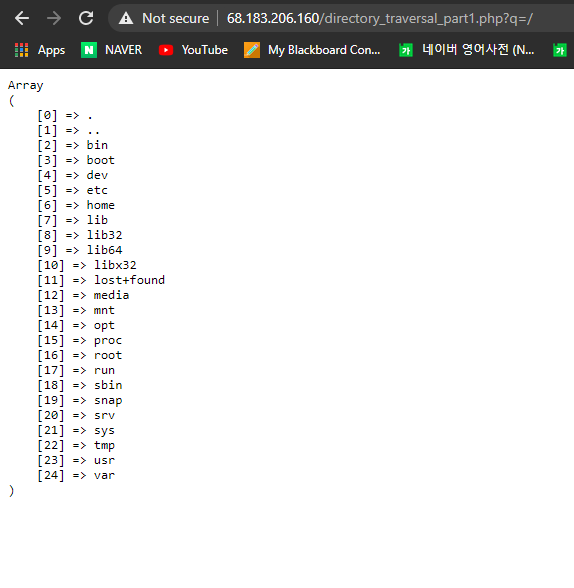 Not secure | 68.183.206.160/directory_traversal_part1.php?q=/
Apps NAVER YouTube My Blackboard Con... 네이버 영어사전 (N...
Array
(
    [0] => .
    [1] => ..
    [2] => bin
    [3] => boot
    [4] => dev
    [5] => etc
    [6] => home
    [7] => lib
    [8] => lib32
    [9] => lib64
    [10] => libx32
    [11] => lost+found
    [12] => media
    [13] => mnt
    [14] => opt
    [15] => proc
    [16] => root
    [17] => run
    [18] => sbin
    [19] => snap
    [20] => srv
    [21] => sys
    [22] => tmp
    [23] => usr
    [24] => var
)